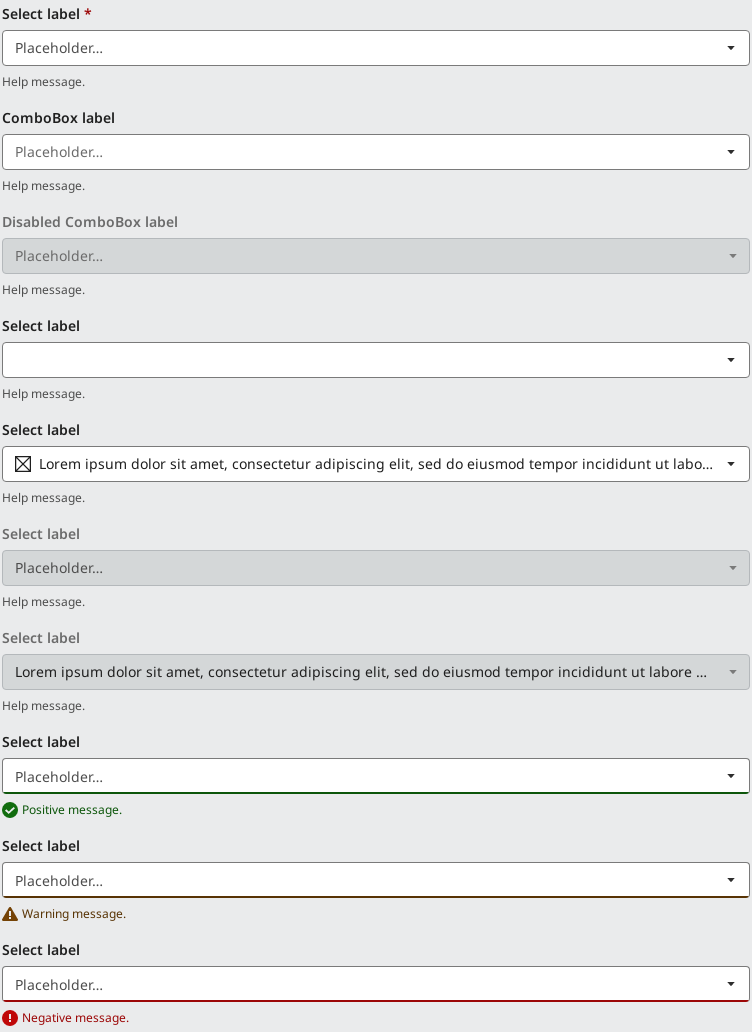 Select label *
Placeholder...
Help message.
ComboBox label
Placeholder...
Help message.
Disabled ComboBox label
Placeholder...
Help message.
Select label
Help message.
Select label
Lorem ipsum dolor sit amet, consectetur adipiscing elit, sed do eiusmod tempor incididunt ut labo...
Help message.
Select label
Placeholder...
Help message.
Select label
Lorem ipsum dolor sit amet, consectetur adipiscing elit, sed do eiusmod tempor incididunt ut labore ...
Help message.
Select label
Placeholder...
Positive message.
Select label
Placeholder...
Warning message.
Select label
Placeholder...
Negative message.